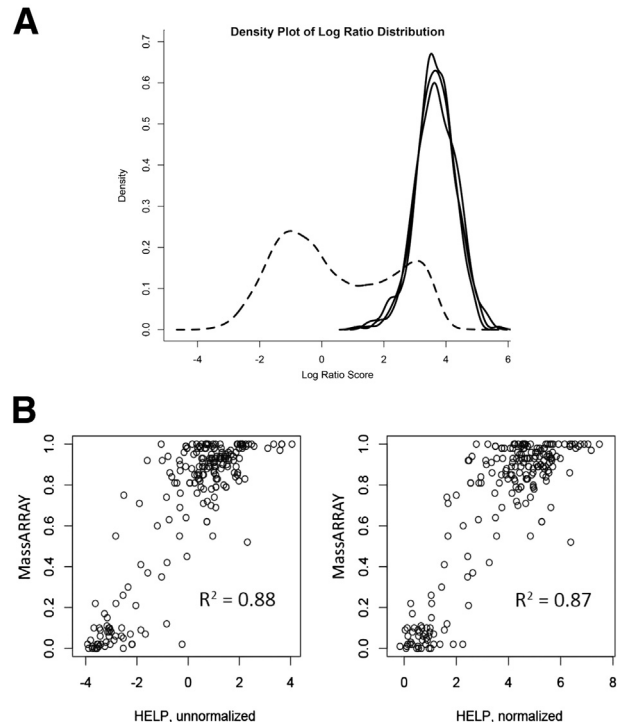 A
Density Plot of Log Ratio Distribution
Density
0.0 0.1 0.2 0.3 0.4 0.5 0.6 0.7
-4 -2 0 2 4 6
Log Ratio Score
B
MassARRAY
0.0 0.2 0.4 0.6 0.8 1.0
R² = 0.88
-4 -2 0 2 4
HELP, unnormalized
MassARRAY
0.0 0.2 0.4 0.6 0.8 1.0
R² = 0.87
0 2 4 6 8
HELP, normalized